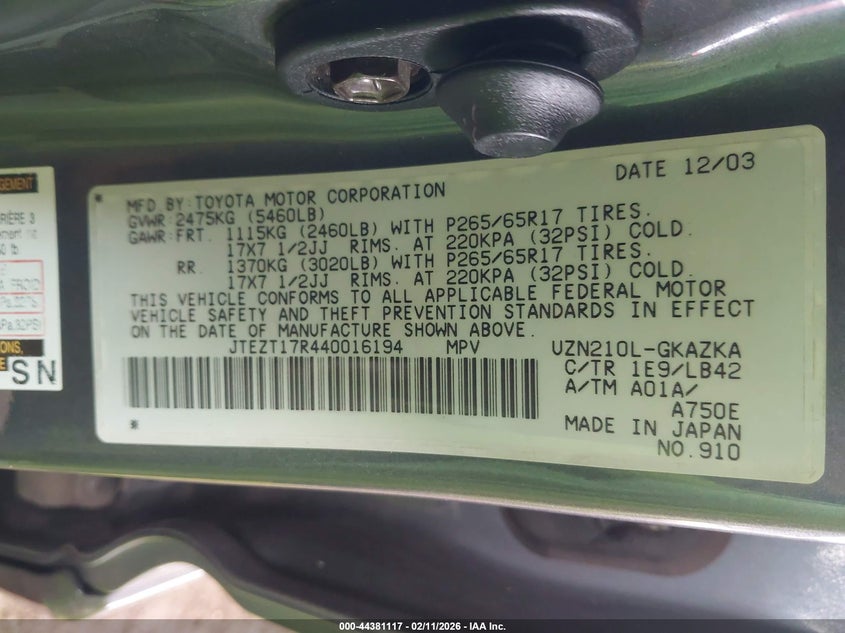 DATE 12/03
MFD BY:TOYOTA MOTOR CORPORATION
GVWR:2475KG (5460LB)
GAWR:FRT. 1115KG (2460LB) WITH P265/65R17 TIRES.
17X7 1/2JJ RIMS. AT 220KPA (32PSI) COLD.
RR. 1370KG (3020LB) WITH P265/65R17 TIRES.
17X7 1/2JJ RIMS. AT 220KPA (32PSI) COLD.
THIS VEHICLE CONFORMS TO ALL APPLICABLE FEDERAL MOTOR
VEHICLE SAFETY AND THEFT PREVENTION STANDARDS IN EFFECT
ON THE DATE OF MANUFACTURE SHOWN ABOVE.
JTEZT17R440016194 MPV UZN210L-GKAZKA
C/TR 1E9/LB42
A/TM A01A/
A750E
MADE IN JAPAN
NO.910
RIÈRE 3
lb
SN
000-44381117 - 02/11/2026 - IAA Inc.